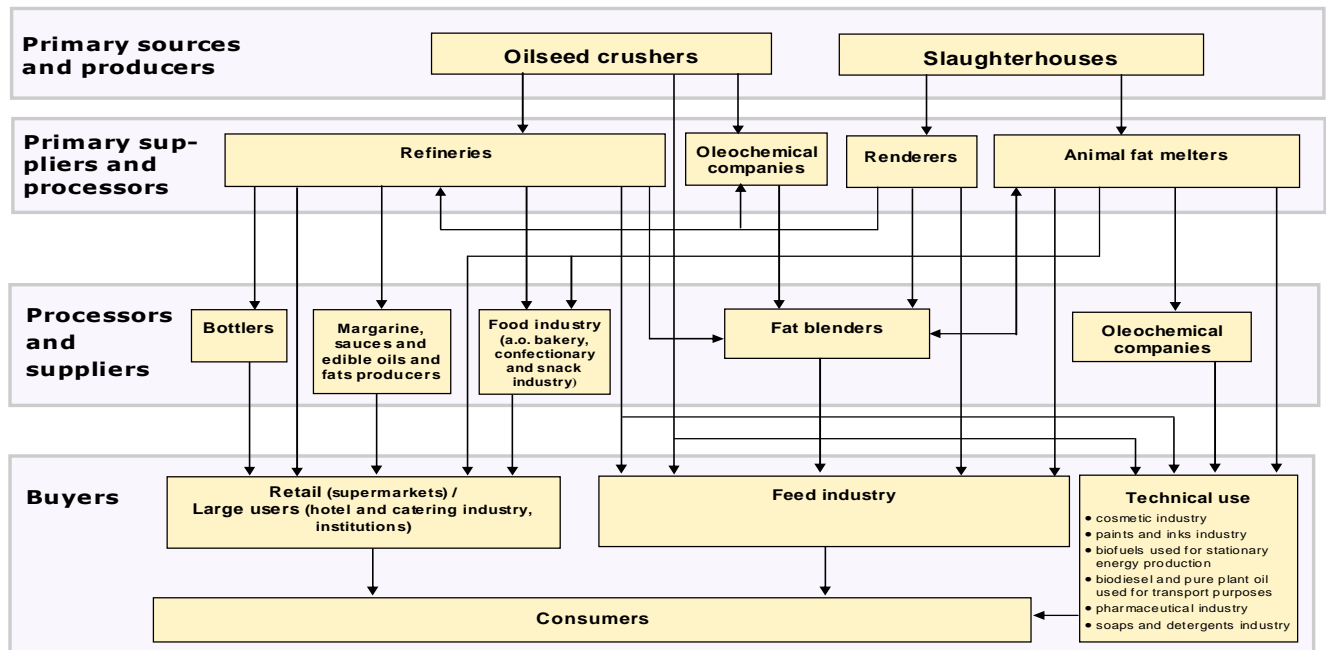 Primary sources
and producers
Oilseed crushers
Slaughterhouses
Primary sup-
pliers and
processors
Refineries
Oleochemical
companies
Renderers
Animal fat melters
Processors
and
suppliers
Bottlers
Margarine,
sauces and
edible oils and
fats producers
Food industry
(a.o. bakery,
confectionary
and snack
industry)
Fat blenders
Oleochemical
companies
Buyers
Retail (supermarkets) /
Large users (hotel and catering industry,
institutions)
Feed industry
Technical use
• cosmetic industry
• paints and inks industry
• biofuels used for stationary
energy production
• biodiesel and pure plant oil
used for transport purposes
• pharmaceutical industry
• soaps and detergents industry
Consumers